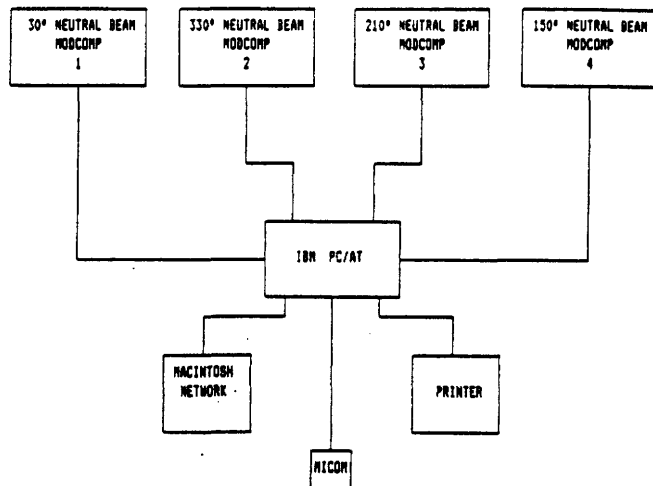 30° NEUTRAL BEAM
MODCOMP
1
330° NEUTRAL BEAM
MODCOMP
2
210° NEUTRAL BEAM
MODCOMP
3
150° NEUTRAL BEAM
MODCOMP
4
IBM PC/AT
MACINTOSH
NETWORK
PRINTER
MICOM